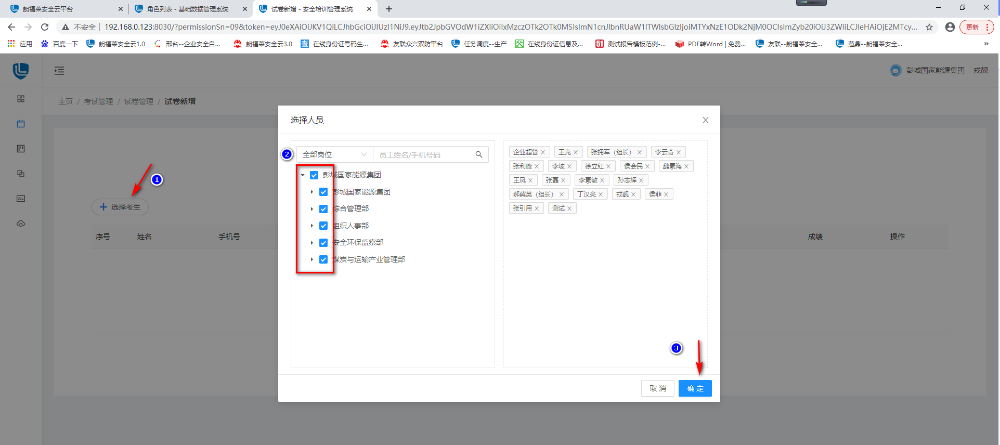 朗福莱安全云平台
角色列表 - 基础数据管理系统
试卷新增 - 安全培训管理系统
不安全
192.168.0.123:8030/?permissionSn=09&token=eyJ0eXAiOiJKV1QiLCJhbGciOiJIUzI1NiJ9.eyJtb2JpbGVOdW1iZXIiOiIxMzczOTk2OTk0MSIsImN1cnJlbnRUaW1lTWlsbGlzIjoiMTYxNzE1ODk2NjM0OCIsImZyb20iOiJ3ZWIiLCJleHAiOjE2MTcy...
更新
应用
百度一下
朗福莱安全云1.0
邢台--企业安全自...
朗福莱安全云3.0
在线身份证号码生...
友联众兴双防平台
任务调度--生产
在线身份证信息及...
测试报告模板范例-...
PDF转Word | 免费...
友联--朗福莱安全...
蕴鼎--朗福莱安全...
彭城国家能源集团
戎靓
主页 / 考试管理 / 试卷管理 / 试卷新增
选择人员
2
全部岗位
员工姓名/手机号码
彭城国家能源集团
彭城国家能源集团
综合管理部
组织人事部
安全环保监察部
煤炭与运输产业管理部
企业超管 王克 张拥军（组长） 李云奇
张利峰 李坡 徐立红 侯会民 魏素海
王凤 张磊 李素敏 孙志辉
郝冀英（组长） 丁汉亮 戎靓 侯菲
张引用 测试
1
选择考生
序号
姓名
手机号
成绩
操作
3
取 消
确 定